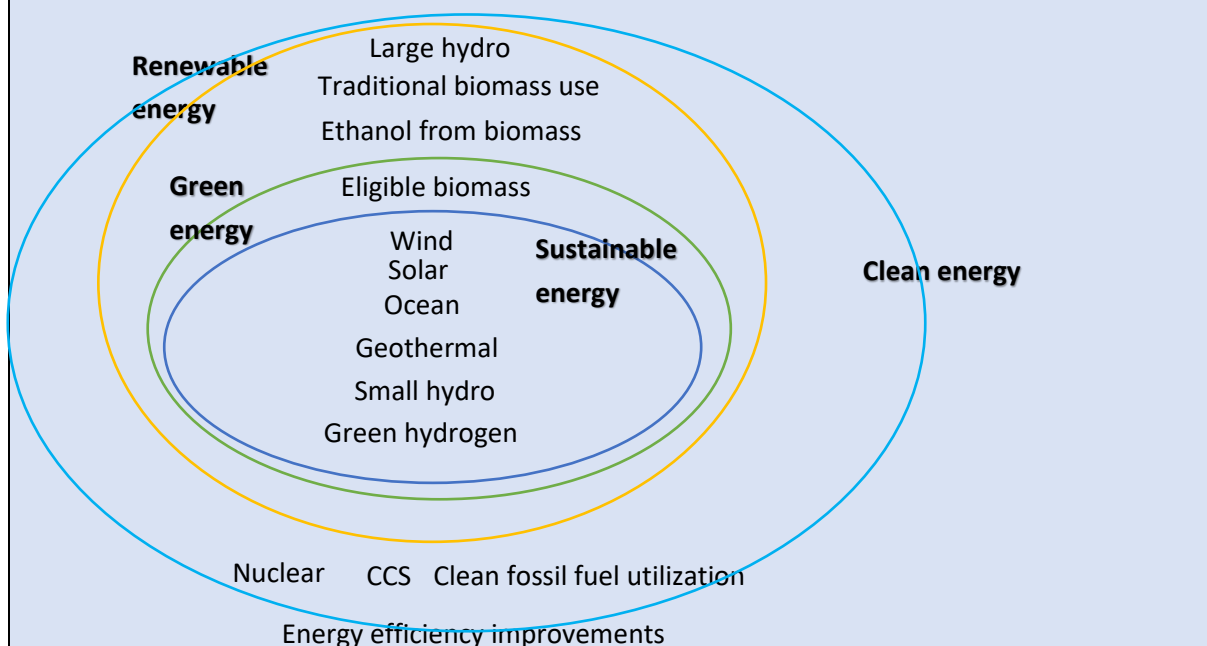 Large hydro
Renewable
energy
Traditional biomass use
Ethanol from biomass
Green
energy
Eligible biomass
Wind
Solar
Ocean
Geothermal
Small hydro
Green hydrogen
Sustainable
energy
Clean energy
Nuclear
CCS
Clean fossil fuel utilization
Energy efficiency improvements